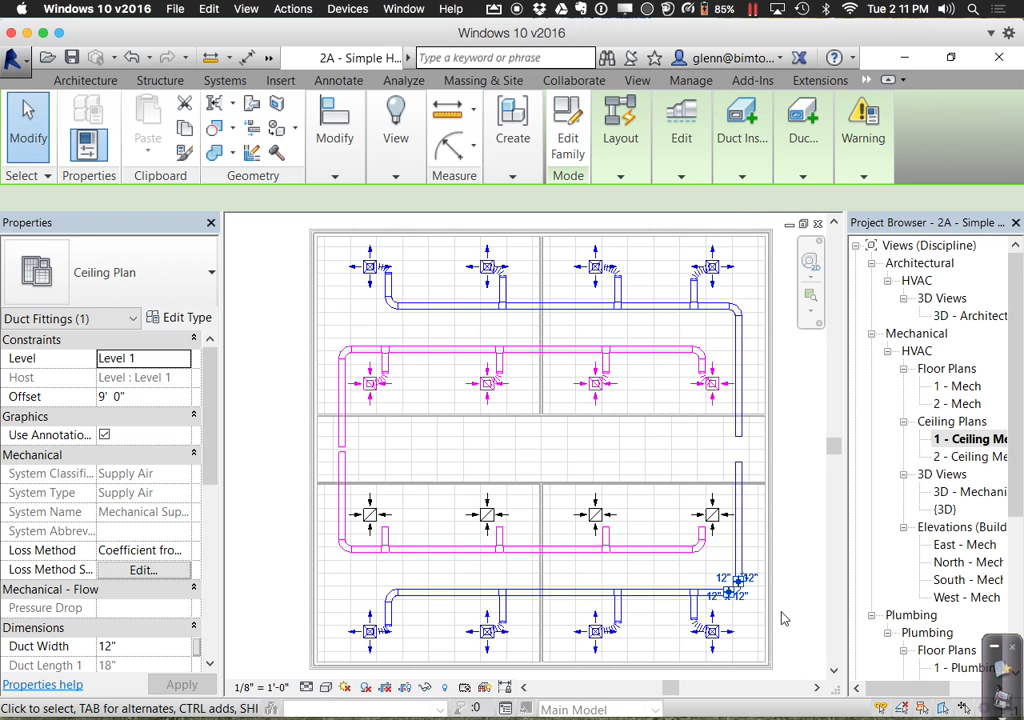 Windows 10 v2016 File Edit View Actions Devices Window Help 85% Tue 2 11 PM
Windows 10 v2016
2A - Simple H... Type a keyword or phrase glenn@bimto...
Architecture Structure Systems Insert Annotate Analyze Massing & Site Collaborate View Manage Add-Ins Extensions
Modify Paste Modify View Create Edit Family Layout Edit Duct Ins... Duc... Warning
Select Properties Clipboard Geometry Measure Mode
Properties
Ceiling Plan
Duct Fittings (1) Edit Type
Constraints
Level Level 1
Host Level : Level 1
Offset 9' 0"
Graphics
Use Annotatio...
Mechanical
System Classifi... Supply Air
System Type Supply Air
System Name Mechanical Sup...
System Abbrev...
Loss Method Coefficient fro...
Loss Method S... Edit...
Mechanical - Flow
Pressure Drop
Dimensions
Duct Width 12"
Duct Length 1 18"
Properties help Apply
12" 12"
12" 12"
1/8" = 1'-0"
Project Browser - 2A - Simple ...
Views (Discipline)
Architectural
HVAC
3D Views
3D - Architect
Mechanical
HVAC
Floor Plans
1 - Mech
2 - Mech
Ceiling Plans
1 - Ceiling Me
2 - Ceiling Me
3D Views
3D - Mechani
{3D}
Elevations (Build
East - Mech
North - Mech
South - Mech
West - Mech
Plumbing
Plumbing
Floor Plans
1 - Plumbin
Click to select, TAB for alternates, CTRL adds, SHI :0 Main Model